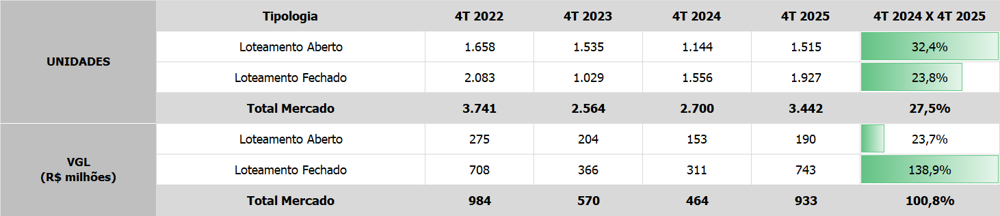 Tipologia 4T 2022 4T 2023 4T 2024 4T 2025 4T 2024 X 4T 2025
UNIDADES
Loteamento Aberto 1.658 1.535 1.144 1.515 32,4%
Loteamento Fechado 2.083 1.029 1.556 1.927 23,8%
Total Mercado 3.741 2.564 2.700 3.442 27,5%
VGL
(R$ milhões)
Loteamento Aberto 275 204 153 190 23,7%
Loteamento Fechado 708 366 311 743 138,9%
Total Mercado 984 570 464 933 100,8%